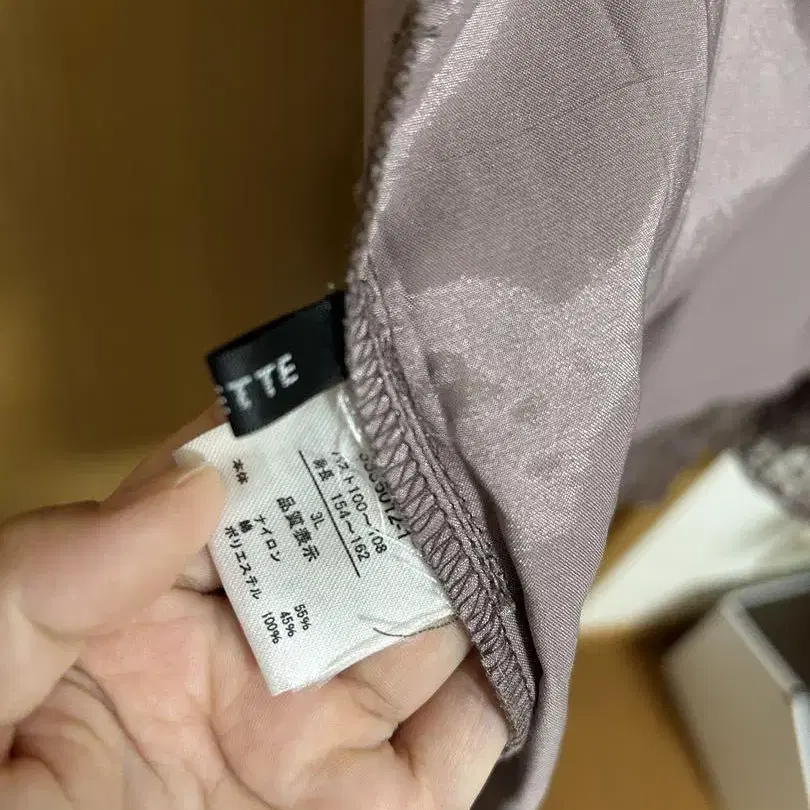 ETTE
バスト100〜108
身長 154〜162
3L
品質表示
本体 ナイロン 55%
綿 45%
ポリエステル 100%